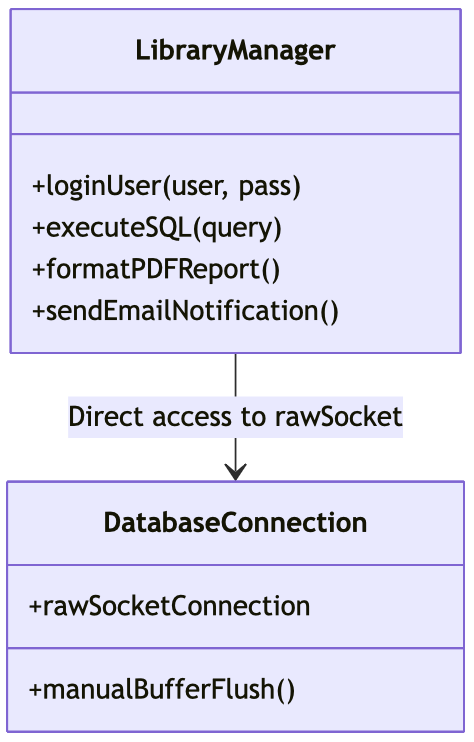 LibraryManager
+loginUser(user, pass)
+executeSQL(query)
+formatPDFReport()
+sendEmailNotification()
Direct access to rawSocket
DatabaseConnection
+rawSocketConnection
+manualBufferFlush()